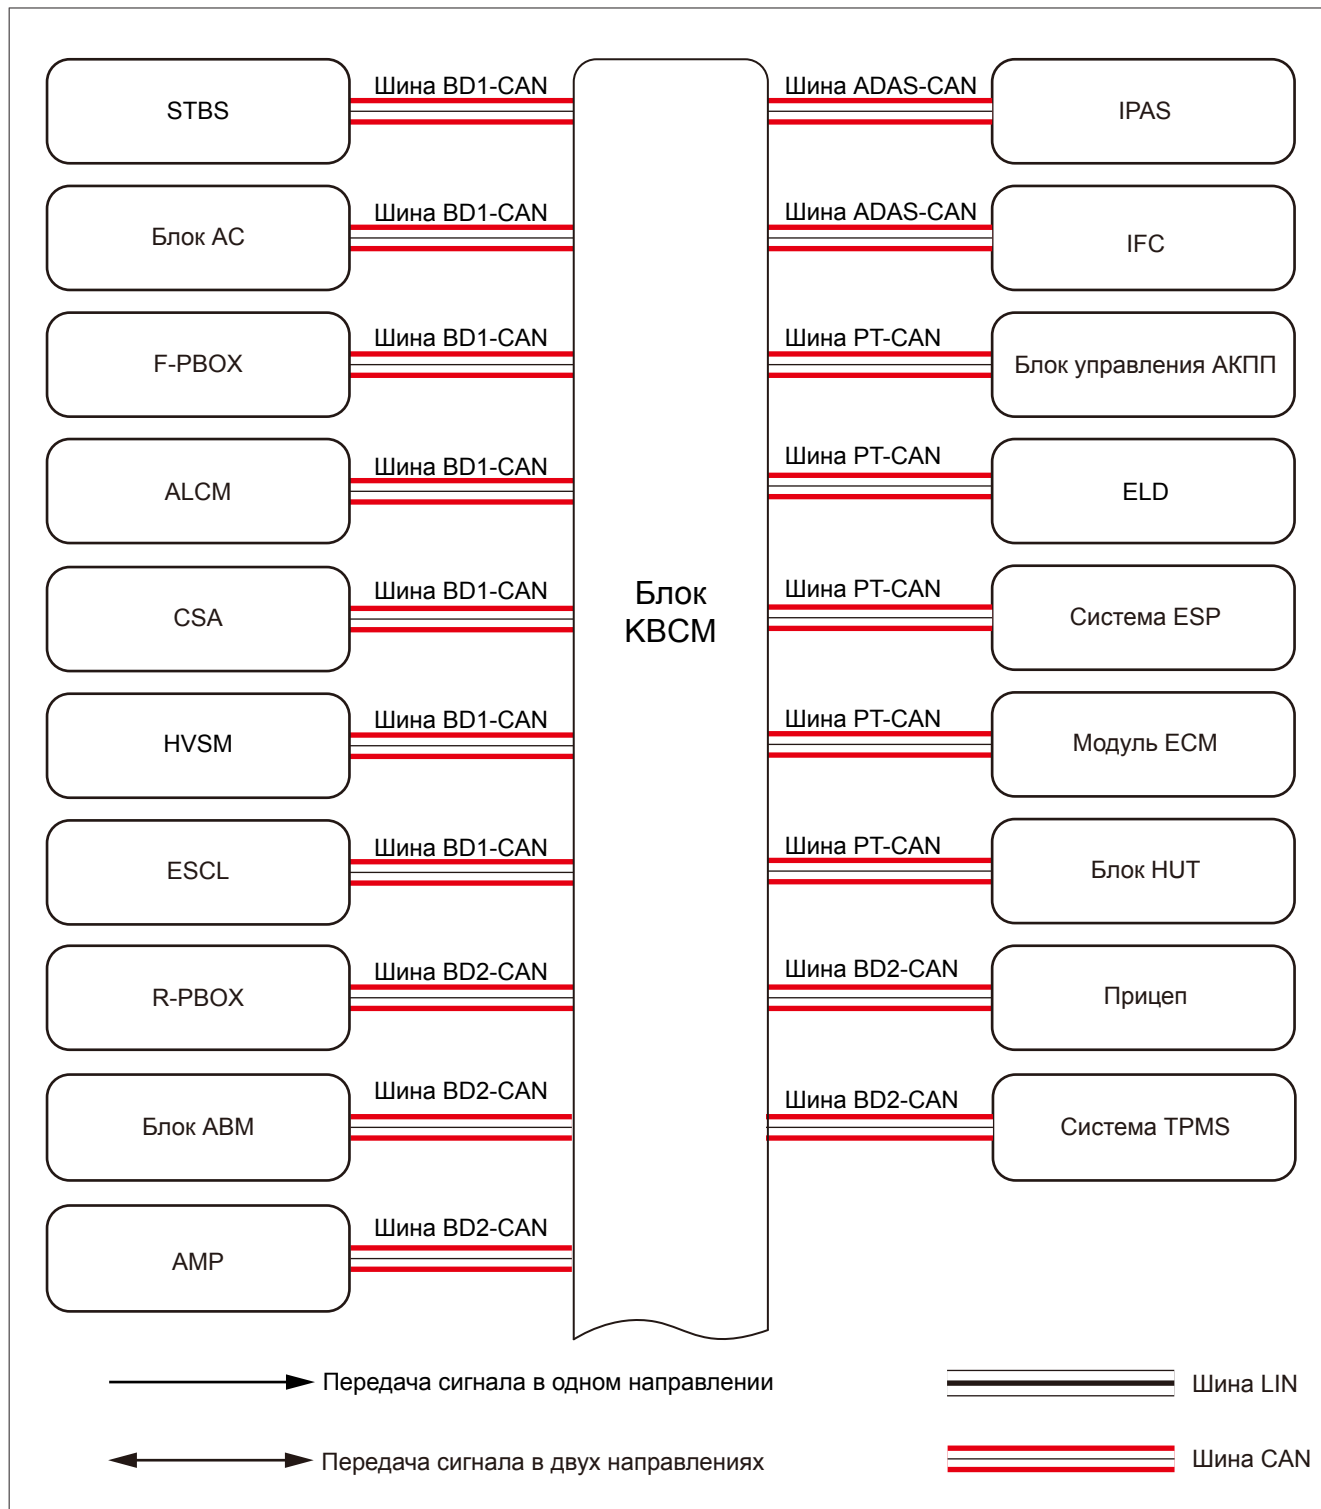 Шина BD1-CAN
Шина ADAS-CAN
STBS
IPAS
Шина BD1-CAN
Шина ADAS-CAN
Блок AC
IFC
Шина BD1-CAN
Шина PT-CAN
F-PBOX
Блок управления АКПП
Шина BD1-CAN
Шина PT-CAN
ALCM
ELD
Шина BD1-CAN
Шина PT-CAN
Блок
KBCM
CSA
Система ESP
Шина BD1-CAN
Шина PT-CAN
HVSM
Модуль ECM
Шина BD1-CAN
Шина PT-CAN
ESCL
Блок HUT
Шина BD2-CAN
Шина BD2-CAN
R-PBOX
Прицеп
Шина BD2-CAN
Шина BD2-CAN
Блок ABM
Система TPMS
Шина BD2-CAN
AMP
Передача сигнала в одном направлении
Шина LIN
Передача сигнала в двух направлениях
Шина CAN